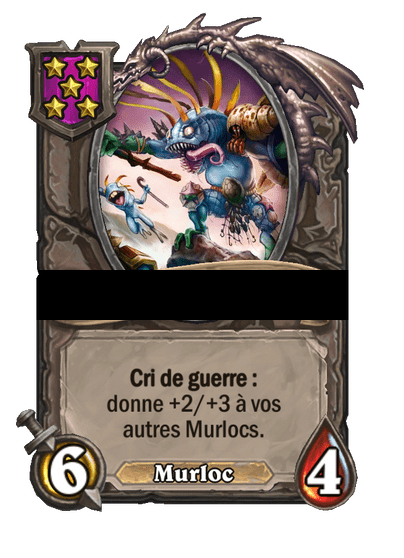 Cri de guerre :
donne +2/+3 à vos
autres Murlocs.
6
Murloc
4